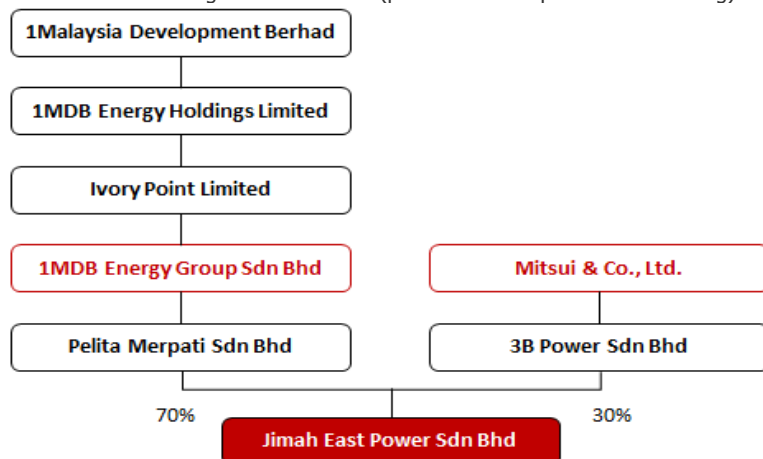 1Malaysia Development Berhad
1MDB Energy Holdings Limited
Ivory Point Limited
1MDB Energy Group Sdn Bhd
Mitsui & Co., Ltd.
Pelita Merpati Sdn Bhd
3B Power Sdn Bhd
70%
30%
Jimah East Power Sdn Bhd